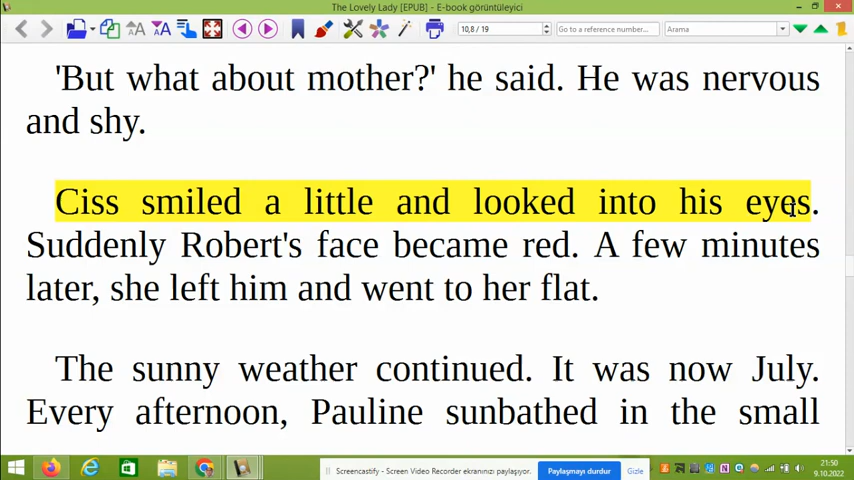 The Lovely Lady [EPUB] - E-book görüntüleyici
10,8 / 19
Go to a reference number...
Arama
'But what about mother?' he said. He was nervous
and shy.
Ciss smiled a little and looked into his eyes.
Suddenly Robert's face became red. A few minutes
later, she left him and went to her flat.
The sunny weather continued. It was now July.
Every afternoon, Pauline sunbathed in the small
Screencastify - Screen Video Recorder ekranınızı paylaşıyor.
Paylaşmayı durdur
Gizle
21:50
9.10.2022